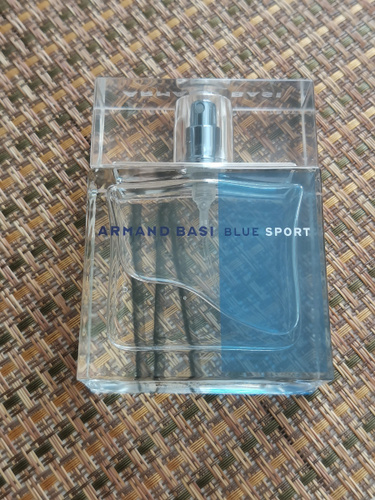 ARMAND BASI BLUE SPORT